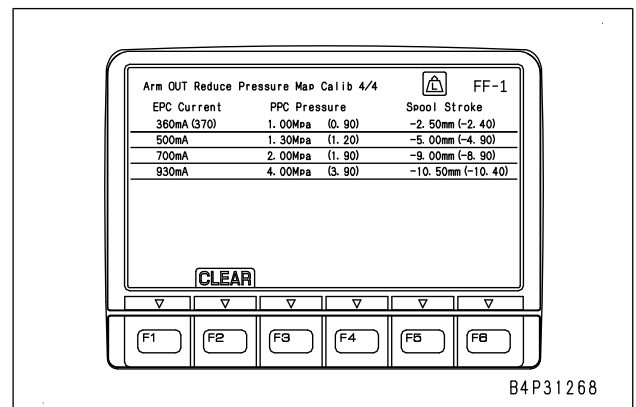 Arm OUT Reduce Pressure Map Calib 4/4 L FF-1
EPC Current PPC Pressure Spool Stroke
360mA (370) 1. 00Mpa (0. 90) -2. 50mm (-2. 40)
500mA 1. 30Mpa (1. 20) -5. 00mm (-4. 90)
700mA 2. 00Mpa (1. 90) -9. 00mm (-8. 90)
930mA 4. 00Mpa (3. 90) -10. 50mm (-10. 40)
CLEAR
F1 F2 F3 F4 F5 F6
B4P31268